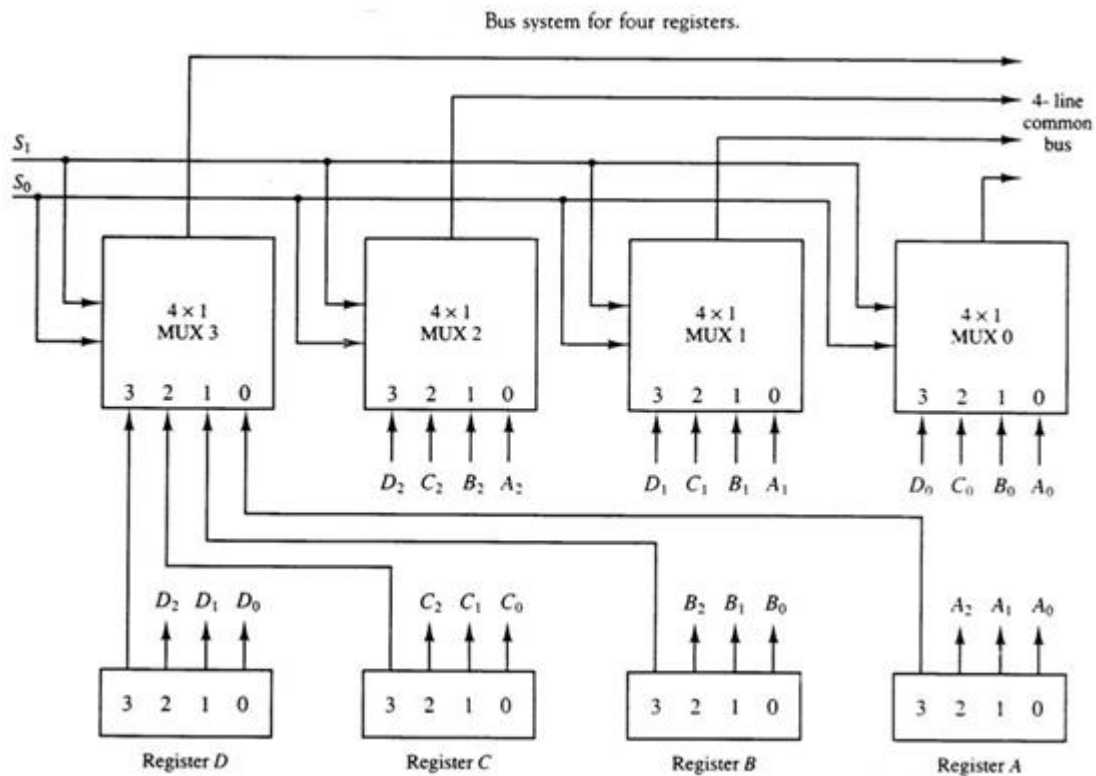 Bus system for four registers.
4- line
common
bus
S₁
S₀
4 × 1
MUX 3
3 2 1 0
4 × 1
MUX 2
3 2 1 0
4 × 1
MUX 1
3 2 1 0
4 × 1
MUX 0
3 2 1 0
D₂ C₂ B₂ A₂
D₁ C₁ B₁ A₁
D₀ C₀ B₀ A₀
D₂ D₁ D₀
C₂ C₁ C₀
B₂ B₁ B₀
A₂ A₁ A₀
3 2 1 0
3 2 1 0
3 2 1 0
3 2 1 0
Register D
Register C
Register B
Register A